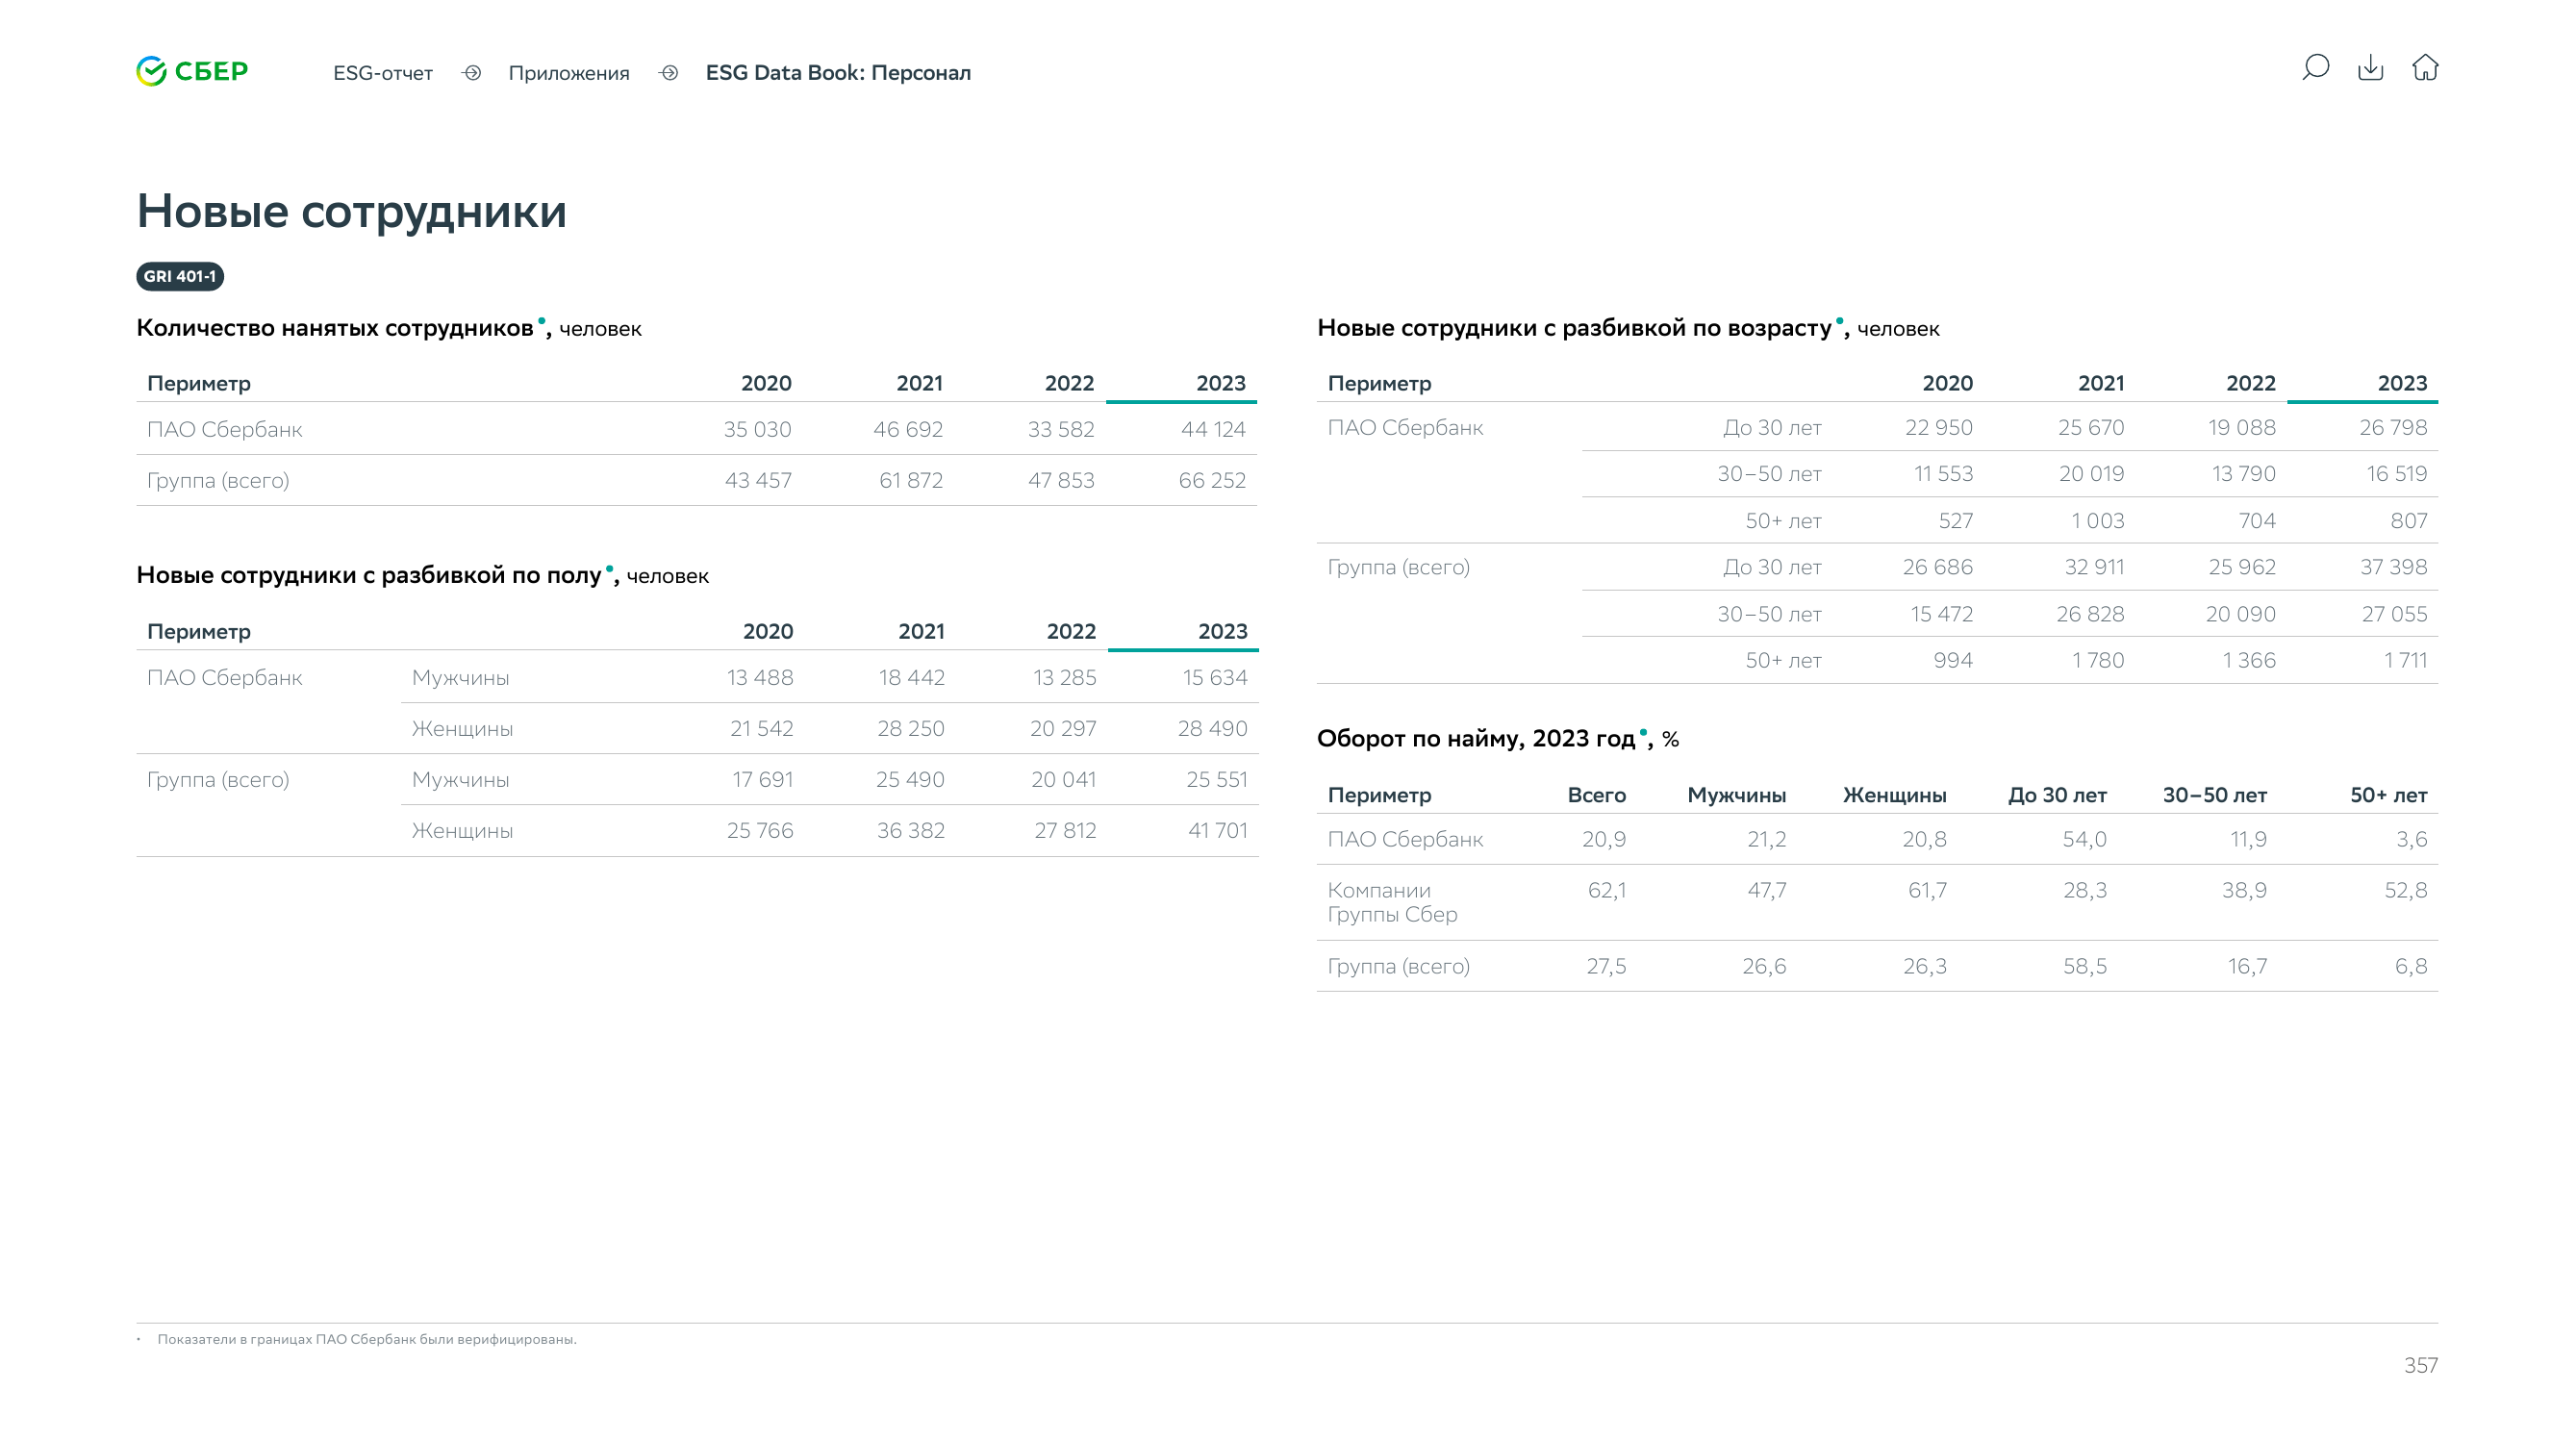 СБЕР
ESG-отчет
Приложения
ESG Data Book: Персонал
Новые сотрудники
GRI 401-1
Количество нанятых сотрудников•, человек
Периметр 2020 2021 2022 2023
ПАО Сбербанк 35 030 46 692 33 582 44 124
Группа (всего) 43 457 61 872 47 853 66 252
Новые сотрудники с разбивкой по полу•, человек
Периметр 2020 2021 2022 2023
ПАО Сбербанк Мужчины 13 488 18 442 13 285 15 634
Женщины 21 542 28 250 20 297 28 490
Группа (всего) Мужчины 17 691 25 490 20 041 25 551
Женщины 25 766 36 382 27 812 41 701
Новые сотрудники с разбивкой по возрасту•, человек
Периметр 2020 2021 2022 2023
ПАО Сбербанк До 30 лет 22 950 25 670 19 088 26 798
30–50 лет 11 553 20 019 13 790 16 519
50+ лет 527 1 003 704 807
Группа (всего) До 30 лет 26 686 32 911 25 962 37 398
30–50 лет 15 472 26 828 20 090 27 055
50+ лет 994 1 780 1 366 1 711
Оборот по найму, 2023 год•, %
Периметр Всего Мужчины Женщины До 30 лет 30–50 лет 50+ лет
ПАО Сбербанк 20,9 21,2 20,8 54,0 11,9 3,6
Компании 62,1 47,7 61,7 28,3 38,9 52,8
Группы Сбер
Группа (всего) 27,5 26,6 26,3 58,5 16,7 6,8
• Показатели в границах ПАО Сбербанк были верифицированы.
357